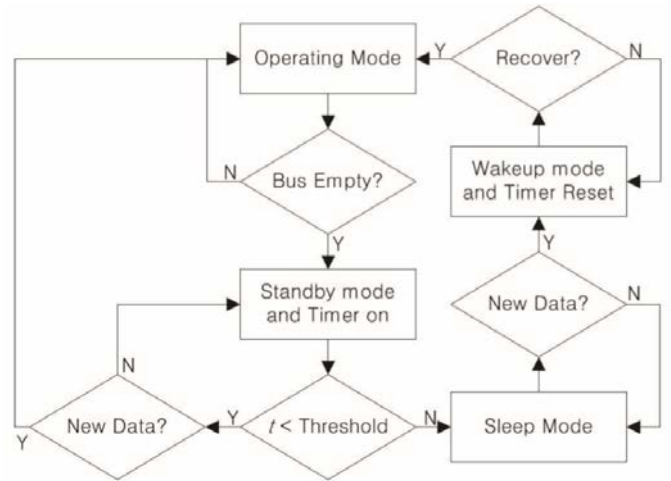 Operating Mode
Y
Recover?
N
N
Bus Empty?
Wakeup mode
and Timer Reset
Y
Y
Standby mode
and Timer on
New Data?
N
N
New Data?
Y
t < Threshold
N
Sleep Mode
Y